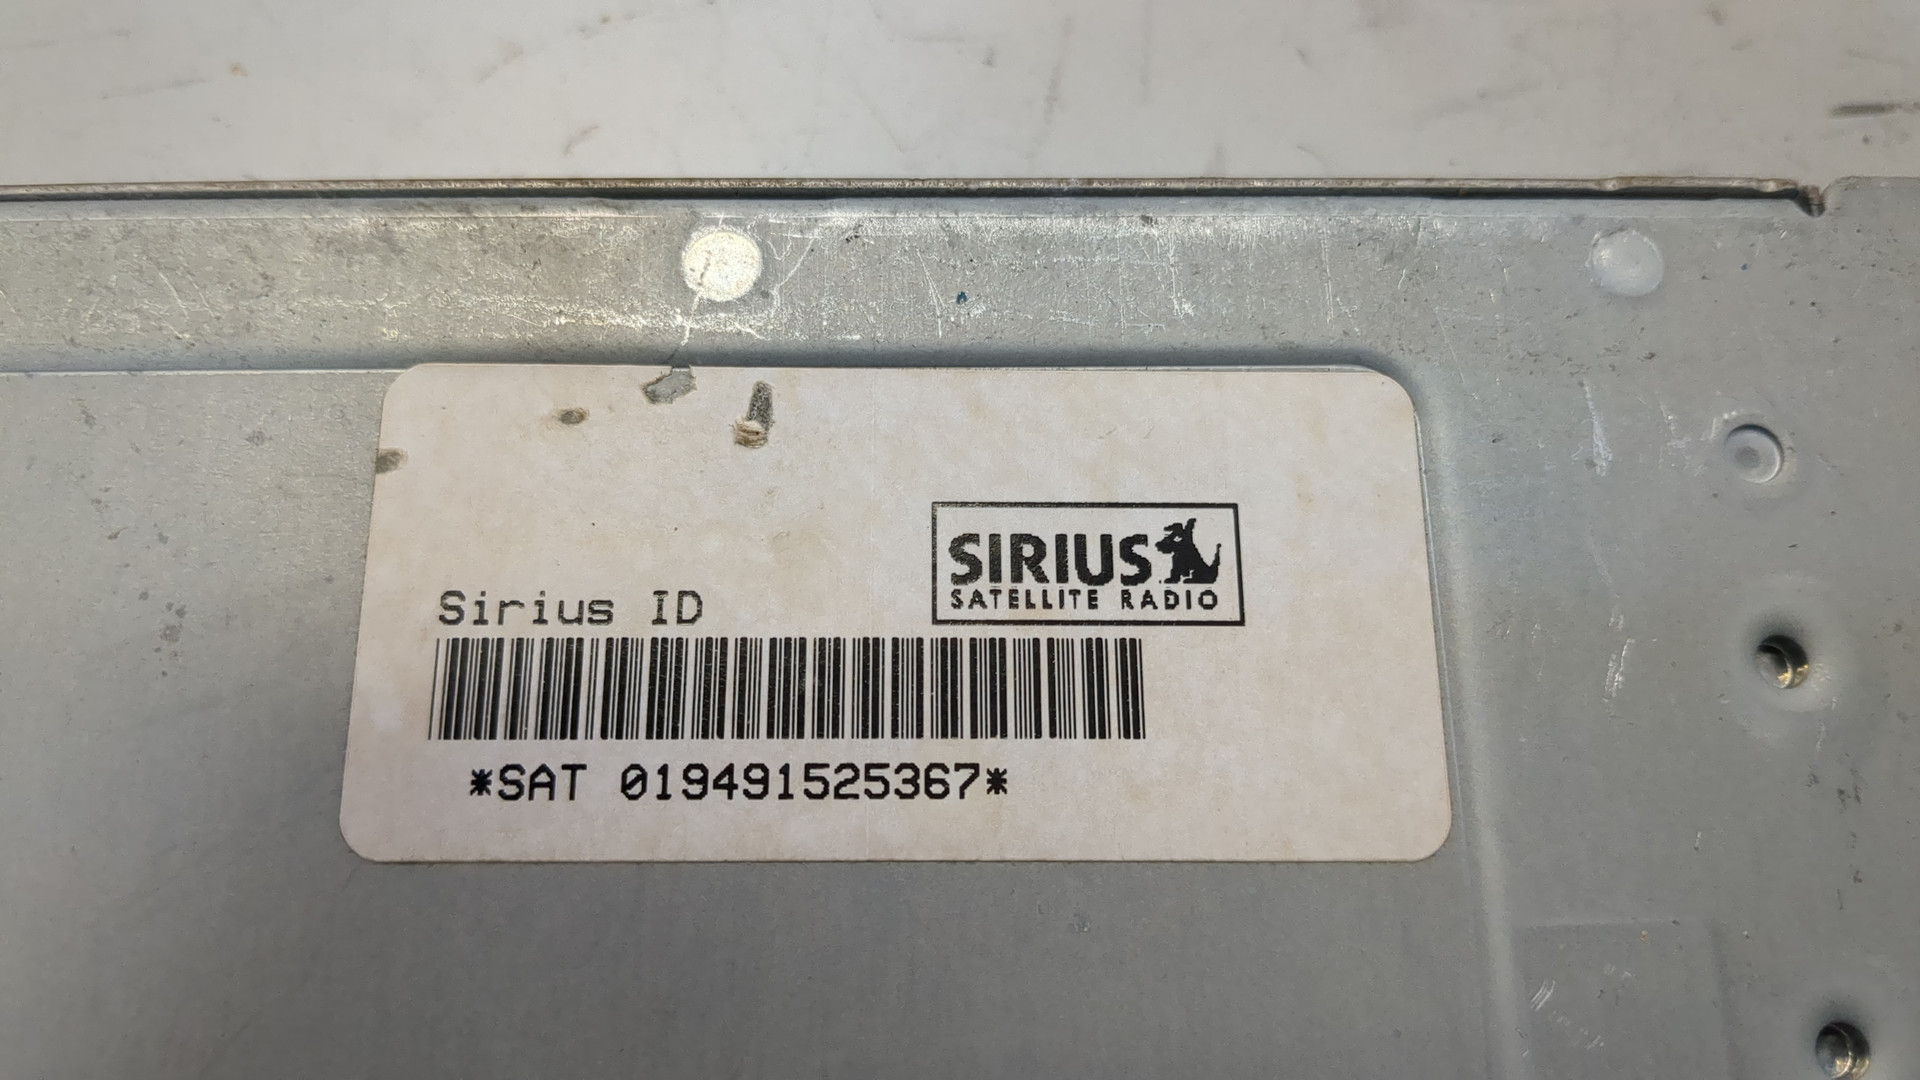 SIRIUS
SATELLITE RADIO
Sirius ID
*SAT 019491525367*